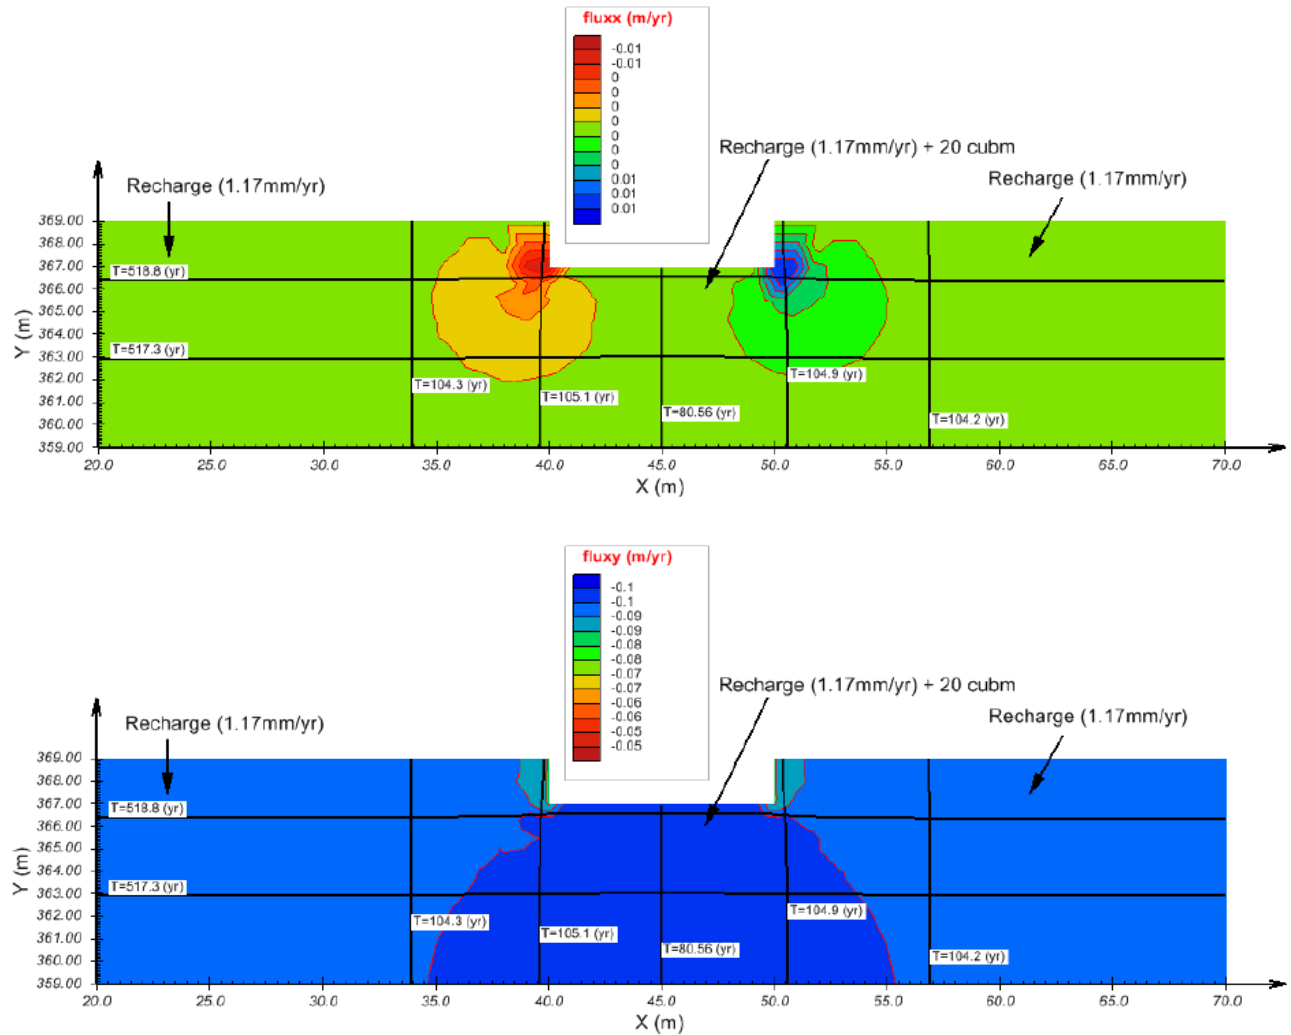 fluxx (m/yr)
-0.01
-0.01
0
0
0
0
0
0
0
0.01
0.01
0.01
Recharge (1.17mm/yr) + 20 cubm
Recharge (1.17mm/yr)
Recharge (1.17mm/yr)
369.00
368.00
367.00
366.00
365.00
364.00
363.00
362.00
361.00
360.00
359.00
Y (m)
T=518.8 (yr)
T=517.3 (yr)
T=104.3 (yr)
T=105.1 (yr)
T=80.56 (yr)
T=104.9 (yr)
T=104.2 (yr)
20.0 25.0 30.0 35.0 40.0 45.0 50.0 55.0 60.0 65.0 70.0
X (m)
fluxy (m/yr)
-0.1
-0.1
-0.09
-0.09
-0.08
-0.07
-0.07
-0.06
-0.06
-0.05
-0.05
Recharge (1.17mm/yr) + 20 cubm
Recharge (1.17mm/yr)
Recharge (1.17mm/yr)
369.00
368.00
367.00
366.00
365.00
364.00
363.00
362.00
361.00
360.00
359.00
Y (m)
T=518.8 (yr)
T=517.3 (yr)
T=104.3 (yr)
T=105.1 (yr)
T=80.56 (yr)
T=104.9 (yr)
T=104.2 (yr)
20.0 25.0 30.0 35.0 40.0 45.0 50.0 55.0 60.0 65.0 70.0
X (m)